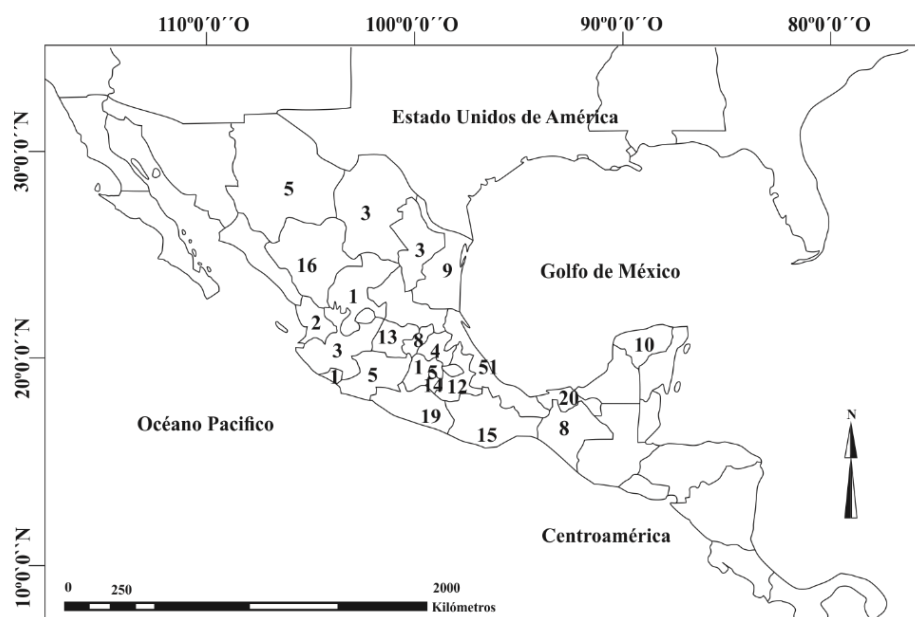 110º0´0´´O 100º0´0´´O 90º0´0´´O 80º0´0´´O
Estado Unidos de América
30º0´0´´N
5
3
3
16
9
Golfo de México
1
2
13
8
10
20º0´0´´N
3
4
51
1
5
1
5
14
12
20
19
15
8
Océano Pacifico
N
Centroamérica
10º0`0´´N
0 250 2000
Kilómetros